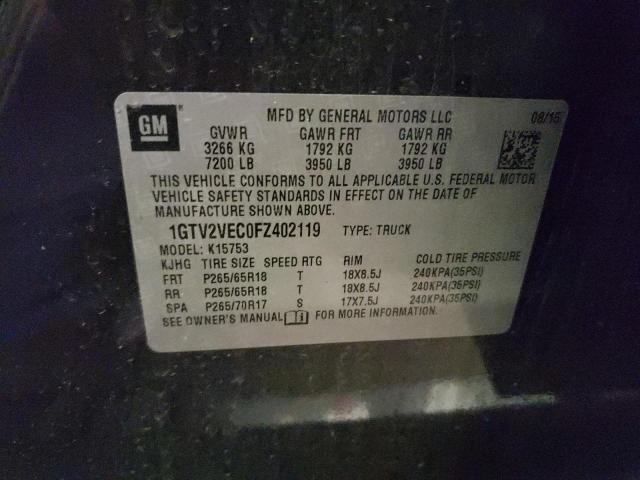 GM
MFD BY GENERAL MOTORS LLC 08/15
GVWR GAWR FRT GAWR RR
3266 KG 1792 KG 1792 KG
7200 LB 3950 LB 3950 LB
THIS VEHICLE CONFORMS TO ALL APPLICABLE U.S. FEDERAL MOTOR
VEHICLE SAFETY STANDARDS IN EFFECT ON THE DATE OF
MANUFACTURE SHOWN ABOVE.
1GTV2VEC0FZ402119 TYPE: TRUCK
MODEL: K15753
KJHG TIRE SIZE SPEED RTG RIM COLD TIRE PRESSURE
FRT P265/65R18 T 18X8.5J 240KPA(35PSI)
RR P265/65R18 T 18X8.5J 240KPA(35PSI)
SPA P265/70R17 S 17X7.5J 240KPA(35PSI)
SEE OWNER'S MANUAL FOR MORE INFORMATION.